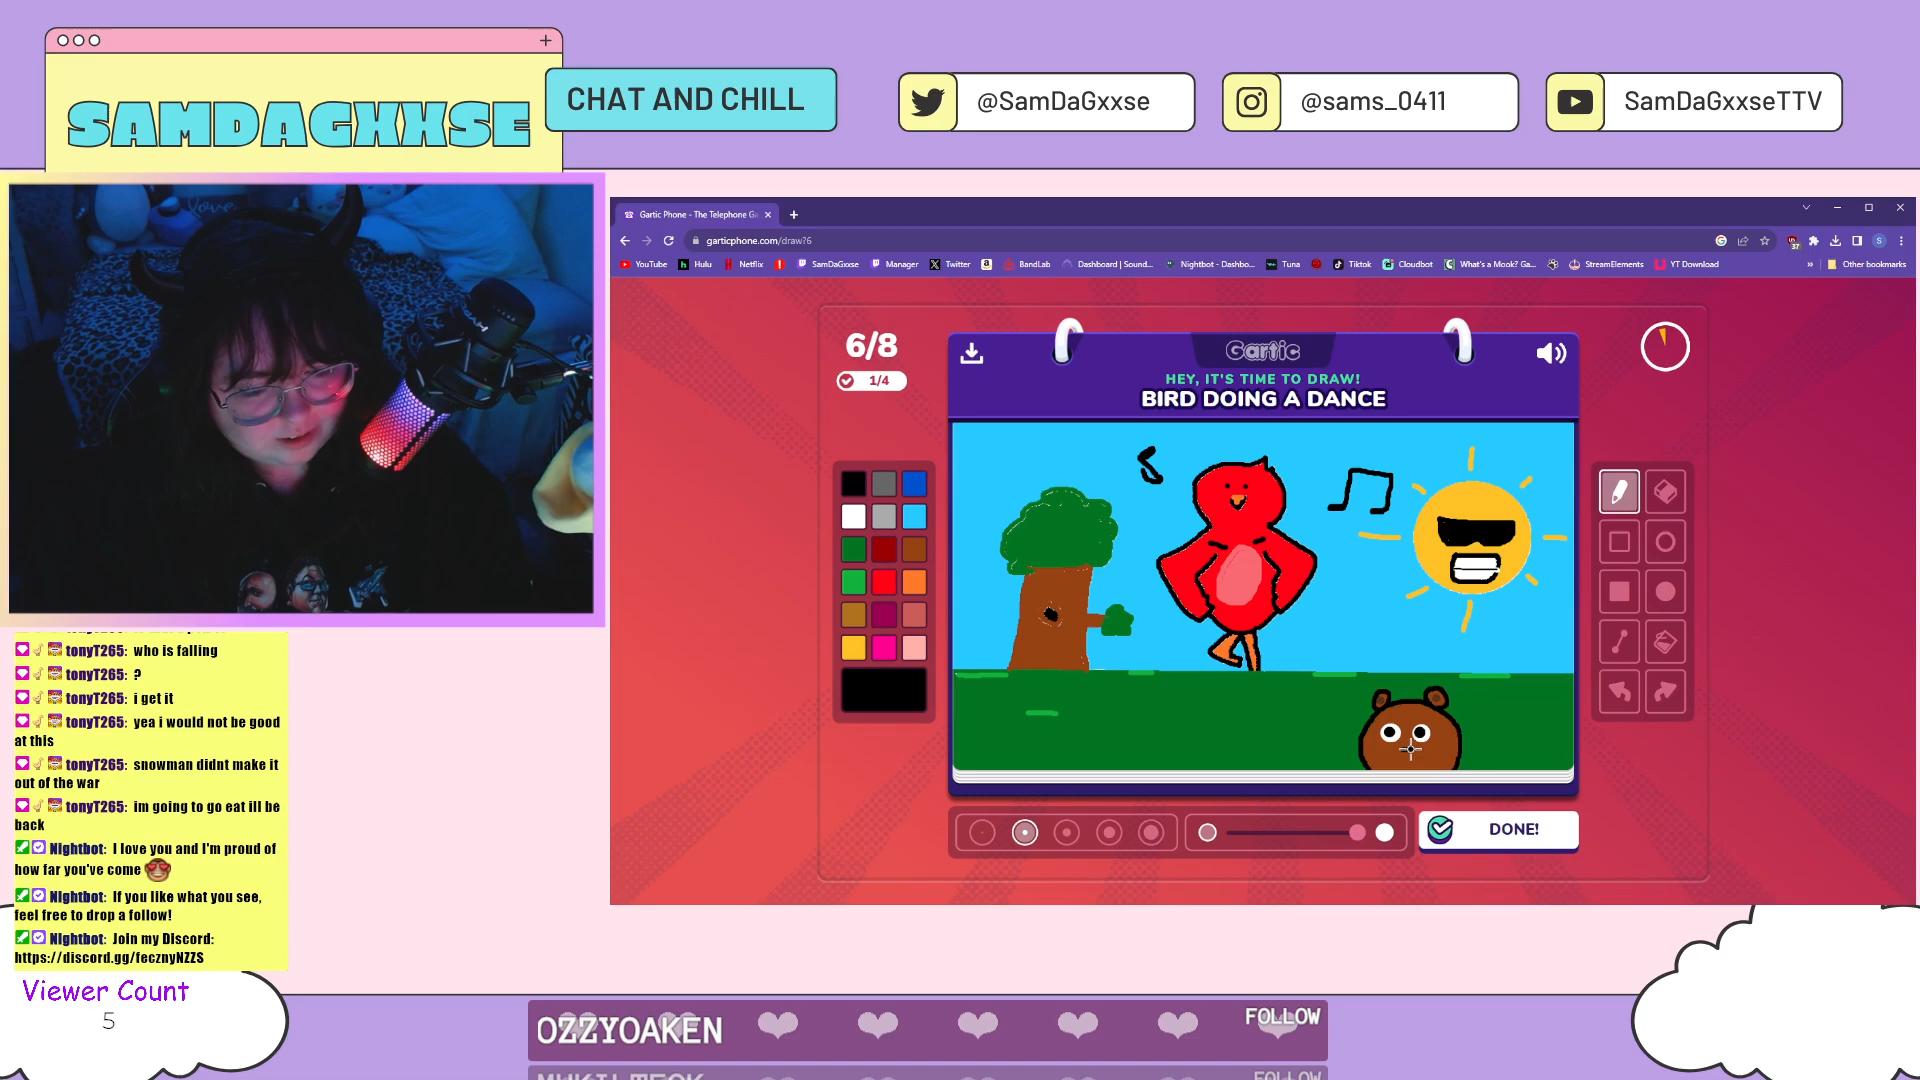 SAMDAGXXSE
CHAT AND CHILL
@SamDaGxxse
@sams_0411
SamDaGxxseTTV
love
Gartic Phone - The Telephone Ga
garticphone.com/draw?6
37
S
YouTube
Hulu
Netflix
SamDaGxxse
Manager
Twitter
BandLab
Dashboard | Sound...
Nightbot - Dashbo...
Tuna
Tiktok
Cloudbot
What's a Mook? Ga...
StreamElements
YT Download
»
Other bookmarks
6/8
1/4
Gartic
HEY, IT'S TIME TO DRAW!
BIRD DOING A DANCE
DONE!
tonyT265: who is falling
tonyT265: ?
tonyT265: i get it
tonyT265: yea i would not be good
at this
tonyT265: snowman didnt make it
out of the war
tonyT265: im going to go eat ill be
back
Nightbot: I love you and I'm proud of
how far you've come
Nightbot: If you like what you see,
feel free to drop a follow!
Nightbot: Join my Discord:
https://discord.gg/fecznyNZZS
Viewer Count
5
OZZYOAKEN
FOLLOW
FOLLOW